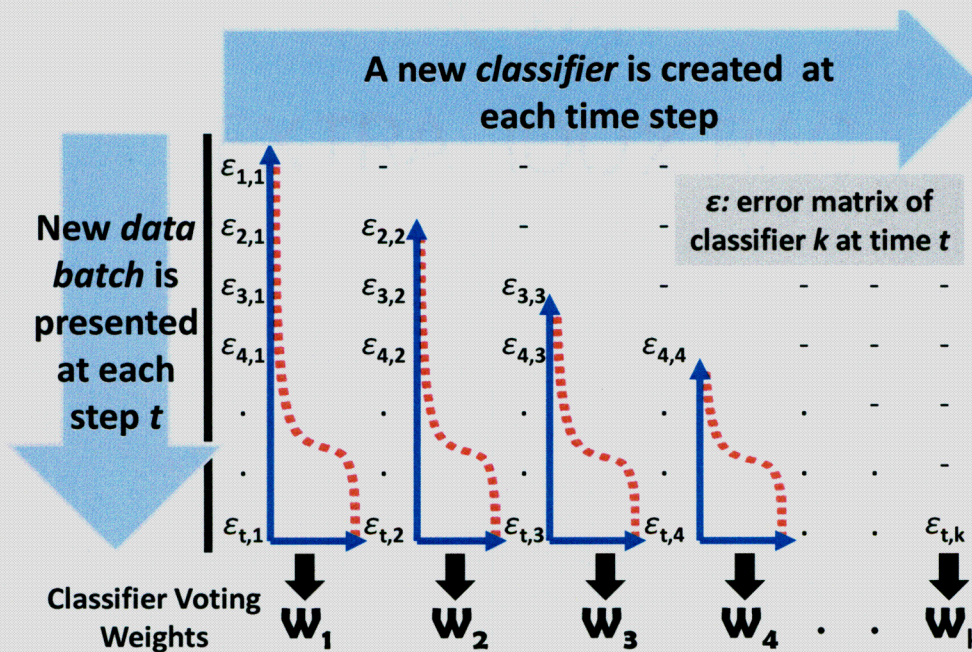 A new classifier is created at
each time step
New data
batch is
presented
at each
step t
ε: error matrix of
classifier k at time t
ε1,1 - - -
ε2,1 ε2,2 -
ε3,1 ε3,2 ε3,3 - - -
ε4,1 ε4,2 ε4,3 ε4,4 - - -
. . . . . - -
. . . . . . -
εt,1 εt,2 εt,3 εt,4 . . εt,k
Classifier Voting
Weights
W1 W2 W3 W4 . .